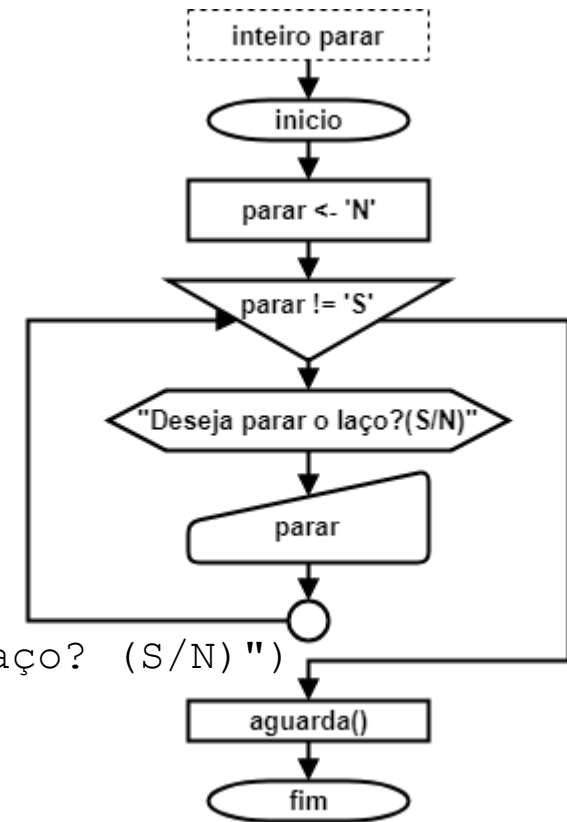 inteiro parar
inicio
parar <- 'N'
parar != 'S'
"Deseja parar o laço?(S/N)"
parar
aço? (S/N)")
aguarda()
fim